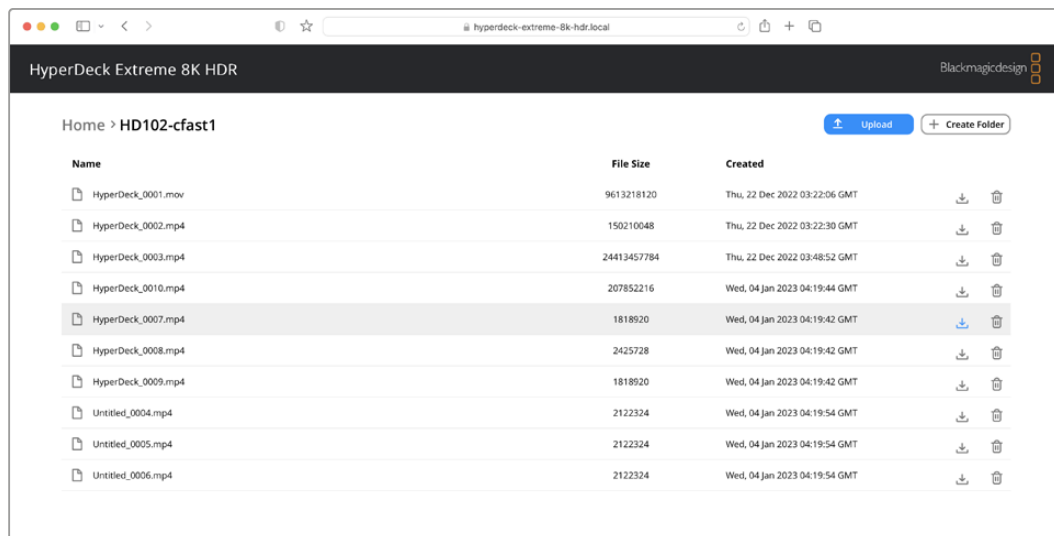 hyperdeck-extreme-8k-hdr.local
HyperDeck Extreme 8K HDR
Blackmagicdesign
Home > HD102-cfast1
Upload
+ Create Folder
Name File Size Created
HyperDeck_0001.mov 9613218120 Thu, 22 Dec 2022 03:22:06 GMT
HyperDeck_0002.mp4 150210048 Thu, 22 Dec 2022 03:22:30 GMT
HyperDeck_0003.mp4 24413457784 Thu, 22 Dec 2022 03:48:52 GMT
HyperDeck_0010.mp4 207852216 Wed, 04 Jan 2023 04:19:44 GMT
HyperDeck_0007.mp4 1818920 Wed, 04 Jan 2023 04:19:42 GMT
HyperDeck_0008.mp4 2425728 Wed, 04 Jan 2023 04:19:42 GMT
HyperDeck_0009.mp4 1818920 Wed, 04 Jan 2023 04:19:42 GMT
Untitled_0004.mp4 2122324 Wed, 04 Jan 2023 04:19:54 GMT
Untitled_0005.mp4 2122324 Wed, 04 Jan 2023 04:19:54 GMT
Untitled_0006.mp4 2122324 Wed, 04 Jan 2023 04:19:54 GMT